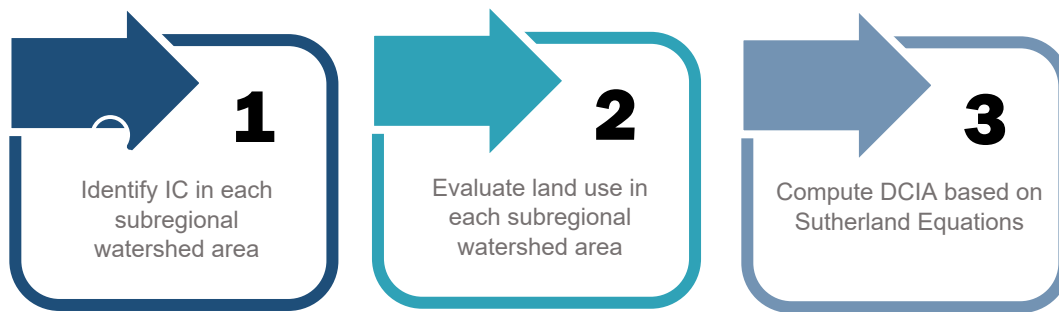 1
Identify IC in each
subregional
watershed area
2
Evaluate land use in
each subregional
watershed area
3
Compute DCIA based on
Sutherland Equations